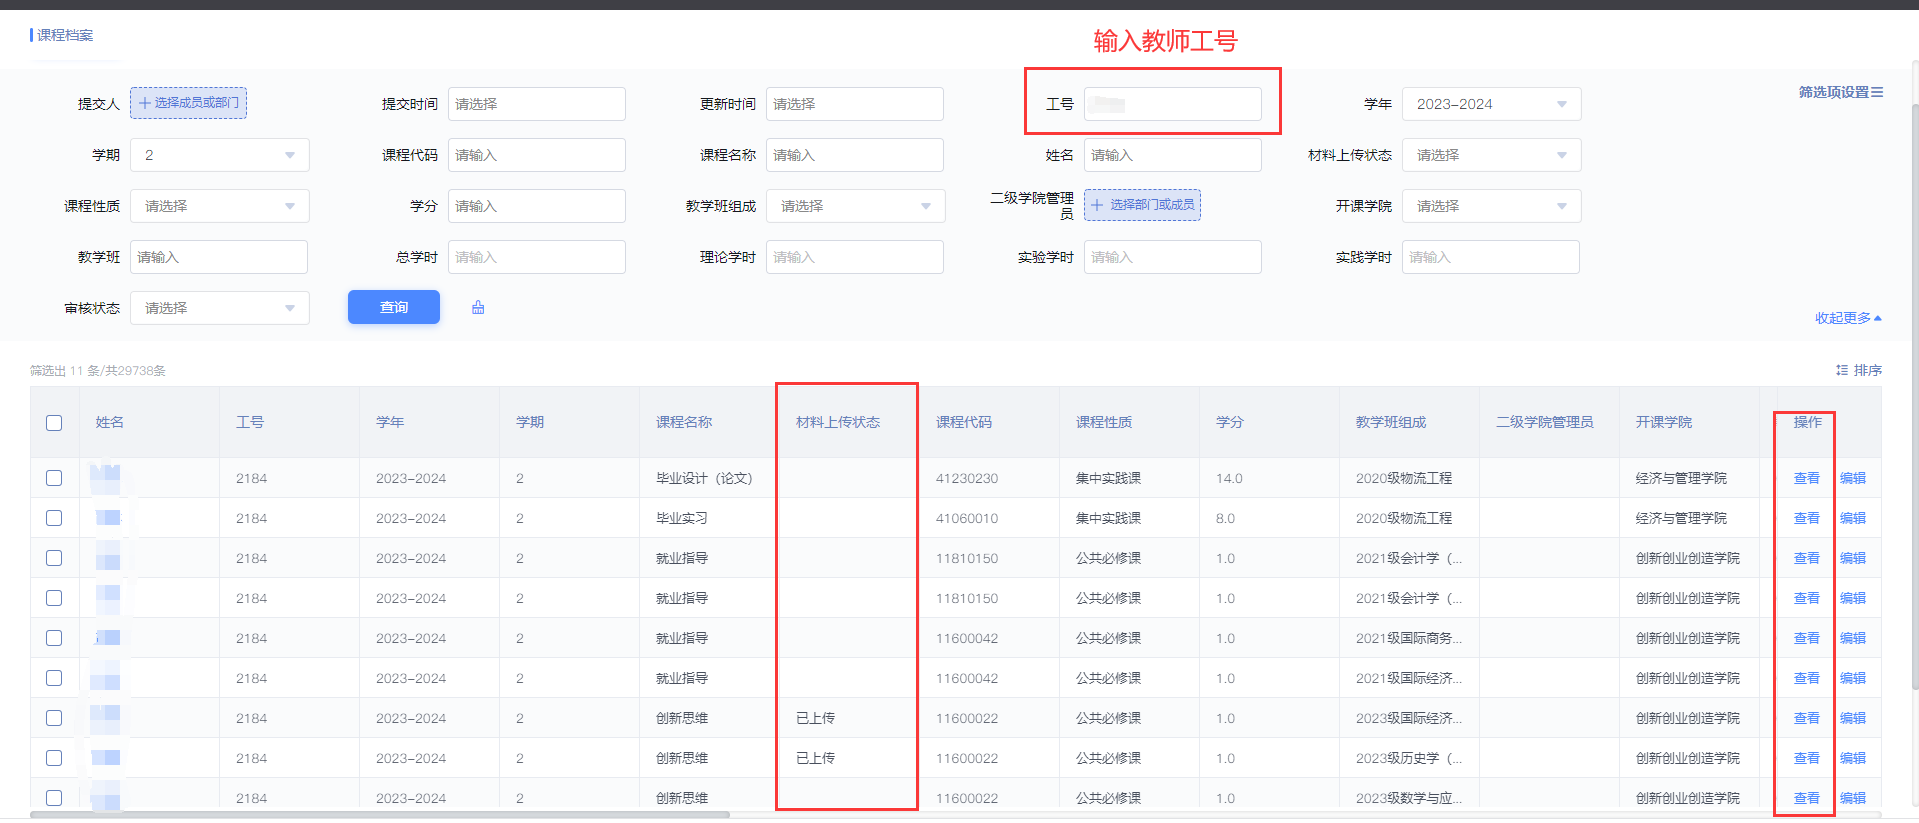 课程档案
输入教师工号
提交人 + 选择成员或部门 提交时间 请选择 更新时间 请选择 工号 学年 2023-2024 筛选项设置
学期 2 课程代码 请输入 课程名称 请输入 姓名 请输入 材料上传状态 请选择
课程性质 请选择 学分 请输入 教学班组成 请选择 二级学院管理员 + 选择部门或成员 开课学院 请选择
教学班 请输入 总学时 请输入 理论学时 请输入 实验学时 请输入 实践学时 请输入
审核状态 请选择 查询 收起更多
筛选出 11 条/共29738条 排序
姓名 工号 学年 学期 课程名称 材料上传状态 课程代码 课程性质 学分 教学班组成 二级学院管理员 开课学院 操作
2184 2023-2024 2 毕业设计（论文） 41230230 集中实践课 14.0 2020级物流工程 经济与管理学院 查看 编辑
2184 2023-2024 2 毕业实习 41060010 集中实践课 8.0 2020级物流工程 经济与管理学院 查看 编辑
2184 2023-2024 2 就业指导 11810150 公共必修课 1.0 2021级会计学（... 创新创业创造学院 查看 编辑
2184 2023-2024 2 就业指导 11810150 公共必修课 1.0 2021级会计学（... 创新创业创造学院 查看 编辑
2184 2023-2024 2 就业指导 11600042 公共必修课 1.0 2021级国际商务... 创新创业创造学院 查看 编辑
2184 2023-2024 2 就业指导 11600042 公共必修课 1.0 2021级国际经济... 创新创业创造学院 查看 编辑
2184 2023-2024 2 创新思维 已上传 11600022 公共必修课 1.0 2023级国际经济... 创新创业创造学院 查看 编辑
2184 2023-2024 2 创新思维 已上传 11600022 公共必修课 1.0 2023级历史学（... 创新创业创造学院 查看 编辑
2184 2023-2024 2 创新思维 11600022 公共必修课 1.0 2023级数学与应... 创新创业创造学院 查看 编辑